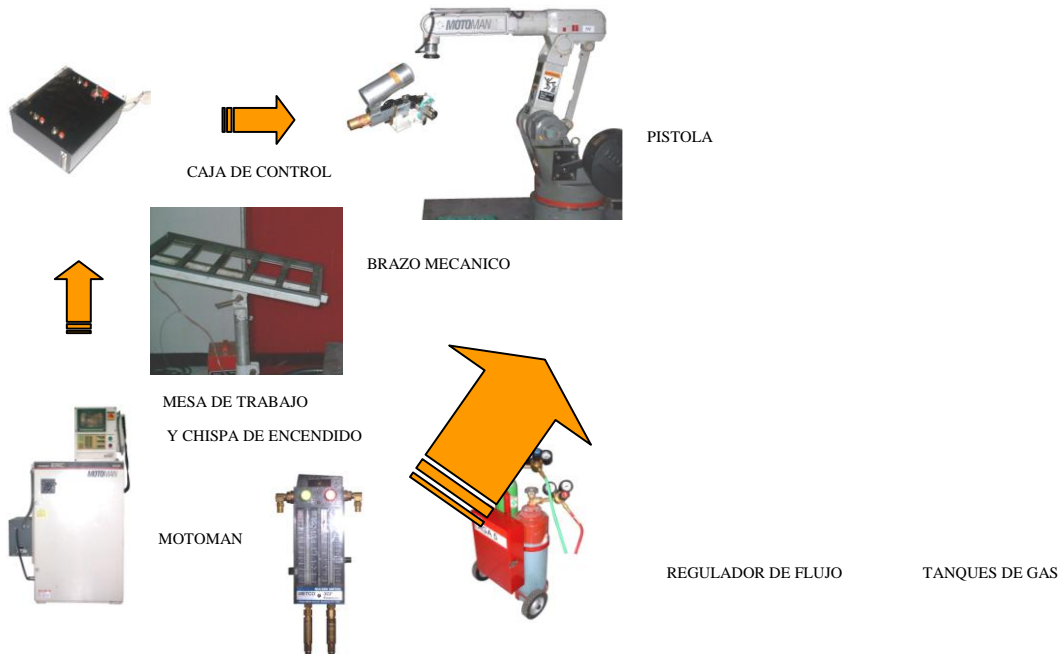 MOTOMAN
PISTOLA
CAJA DE CONTROL
BRAZO MECANICO
MESA DE TRABAJO
Y CHISPA DE ENCENDIDO
MOTOMAN
MOTOMAN
REGULADOR DE FLUJO
TANQUES DE GAS